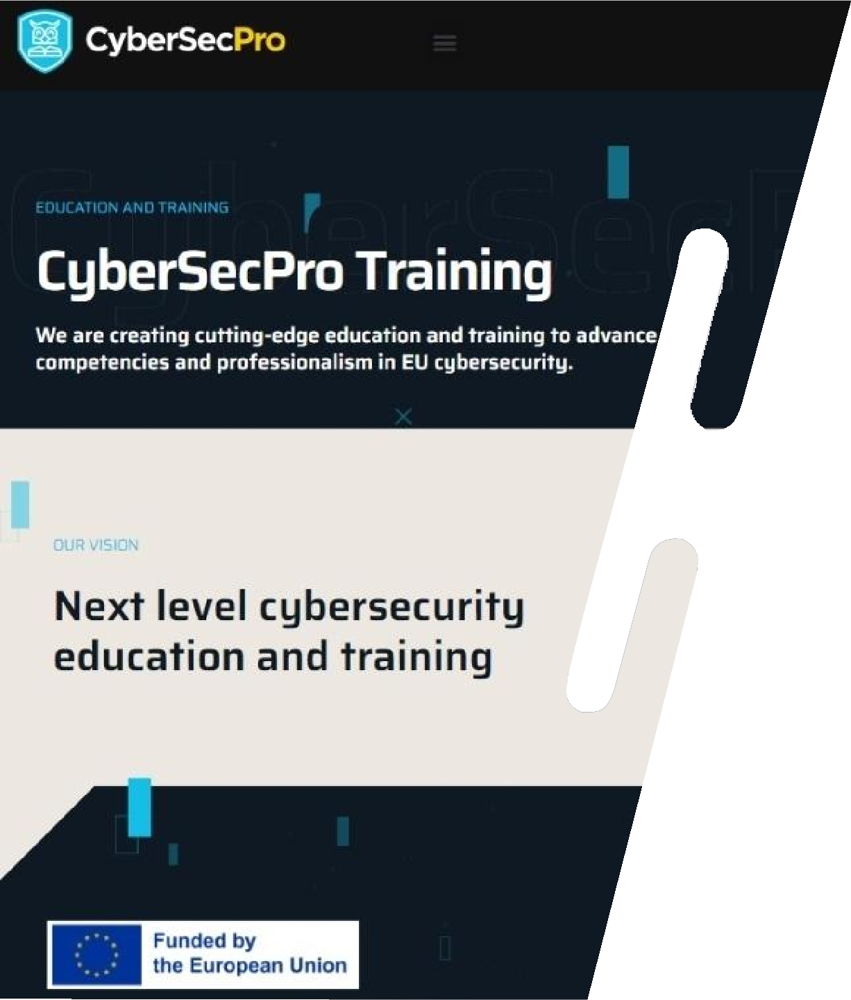 CyberSecPro
EDUCATION AND TRAINING
CyberSecPro Training
We are creating cutting-edge education and training to advance
competencies and professionalism in EU cybersecurity.
OUR VISION
Next level cybersecurity
education and training
Funded by
the European Union